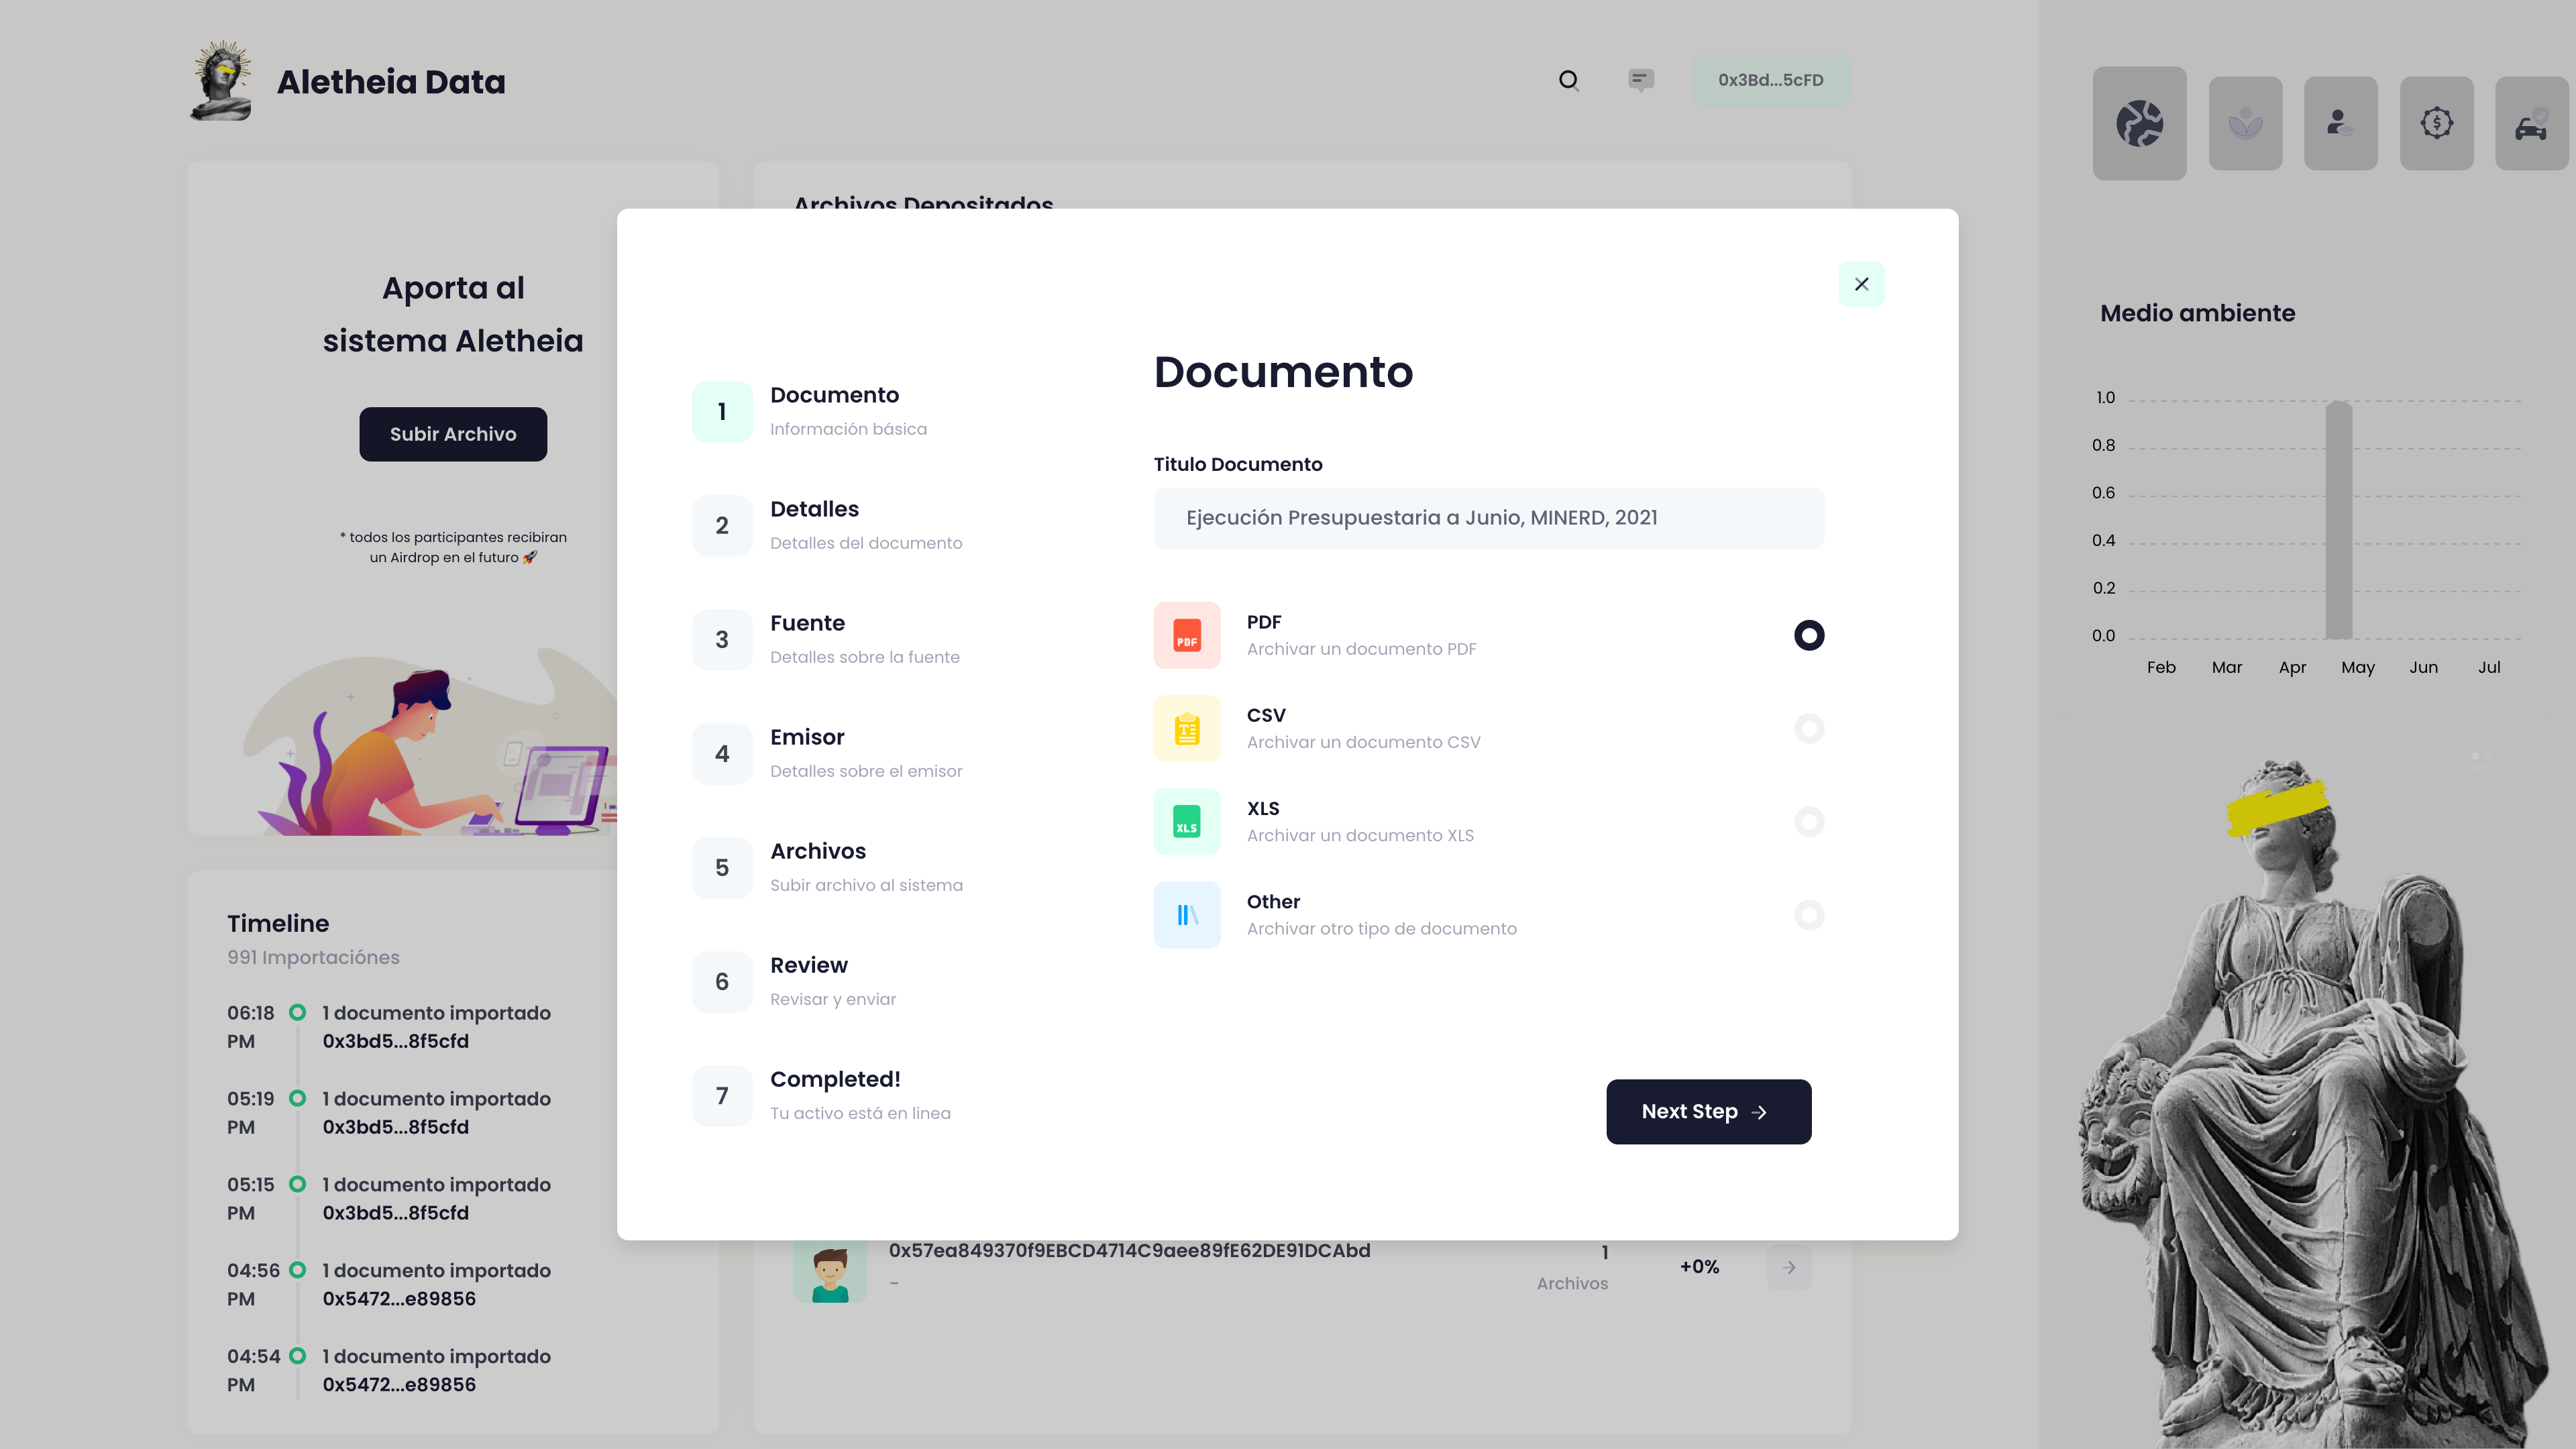 Aletheia Data
0x3Bd...5cFD
Aporta al
sistema Aletheia
Subir Archivo
* todos los participantes recibiran
un Airdrop en el futuro 🚀
Timeline
991 Importaciónes
06:18 PM
1 documento importado
0x3bd5...8f5cfd
05:19 PM
1 documento importado
0x3bd5...8f5cfd
05:15 PM
1 documento importado
0x3bd5...8f5cfd
04:56 PM
1 documento importado
0x5472...e89856
04:54 PM
1 documento importado
0x5472...e89856
Archivos Depositados
1
Documento
Información básica
2
Detalles
Detalles del documento
3
Fuente
Detalles sobre la fuente
4
Emisor
Detalles sobre el emisor
5
Archivos
Subir archivo al sistema
6
Review
Revisar y enviar
7
Completed!
Tu activo está en linea
Documento
Titulo Documento
Ejecución Presupuestaria a Junio, MINERD, 2021
PDF
PDF
Archivar un documento PDF
CSV
Archivar un documento CSV
XLS
XLS
Archivar un documento XLS
Other
Archivar otro tipo de documento
Next Step →
0x57ea849370f9EBCD4714C9aee89fE62DE91DCAbd
–
1
Archivos
+0%
Medio ambiente
1.0
0.8
0.6
0.4
0.2
0.0
Feb Mar Apr May Jun Jul